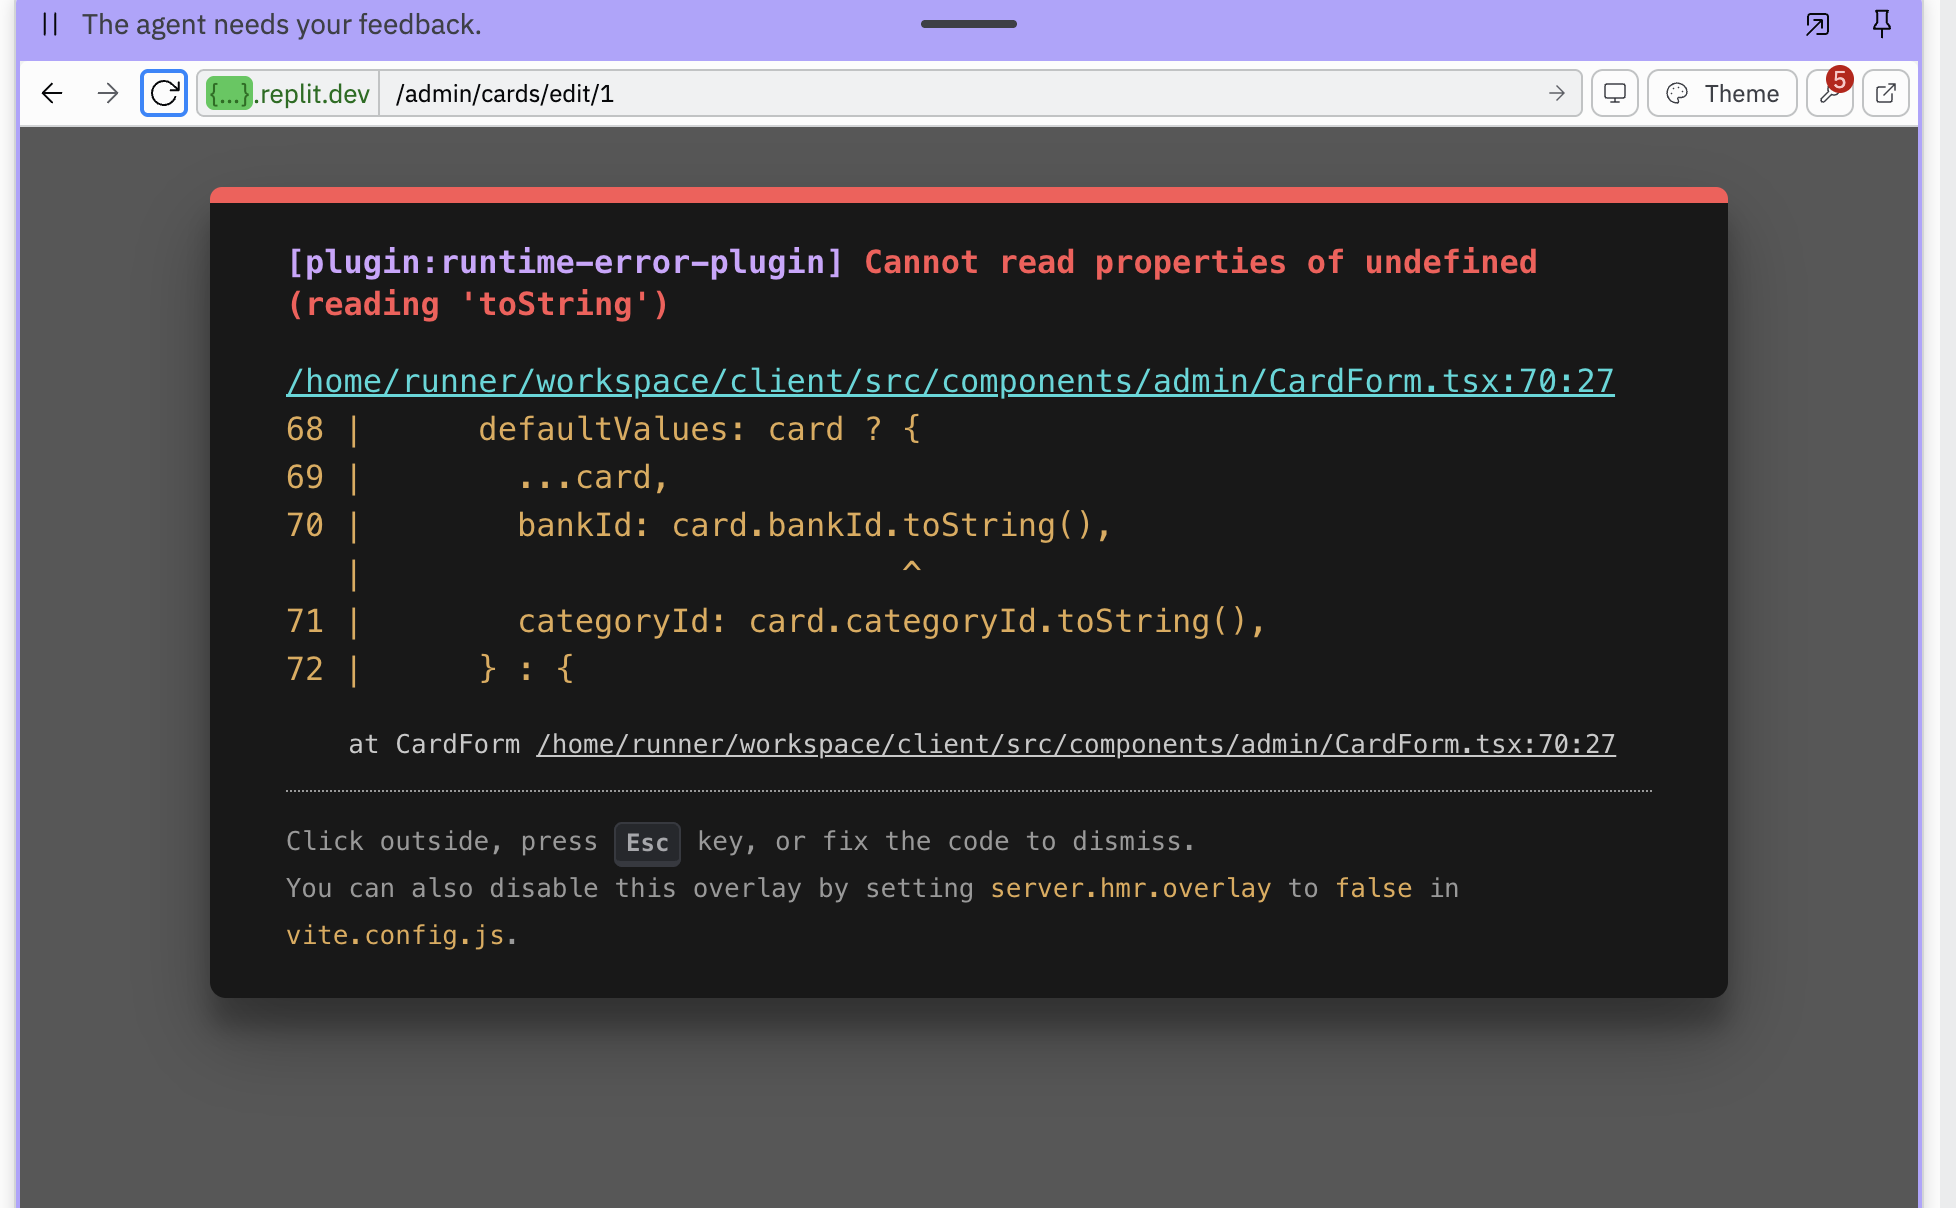 The agent needs your feedback.
{...}.replit.dev /admin/cards/edit/1 Theme 5
[plugin:runtime-error-plugin] Cannot read properties of undefined
(reading 'toString')
/home/runner/workspace/client/src/components/admin/CardForm.tsx:70:27
68 |      defaultValues: card ? {
69 |        ...card,
70 |        bankId: card.bankId.toString(),
   |                            ^
71 |        categoryId: card.categoryId.toString(),
72 |      } : {
at CardForm /home/runner/workspace/client/src/components/admin/CardForm.tsx:70:27
Click outside, press Esc key, or fix the code to dismiss.
You can also disable this overlay by setting server.hmr.overlay to false in
vite.config.js.